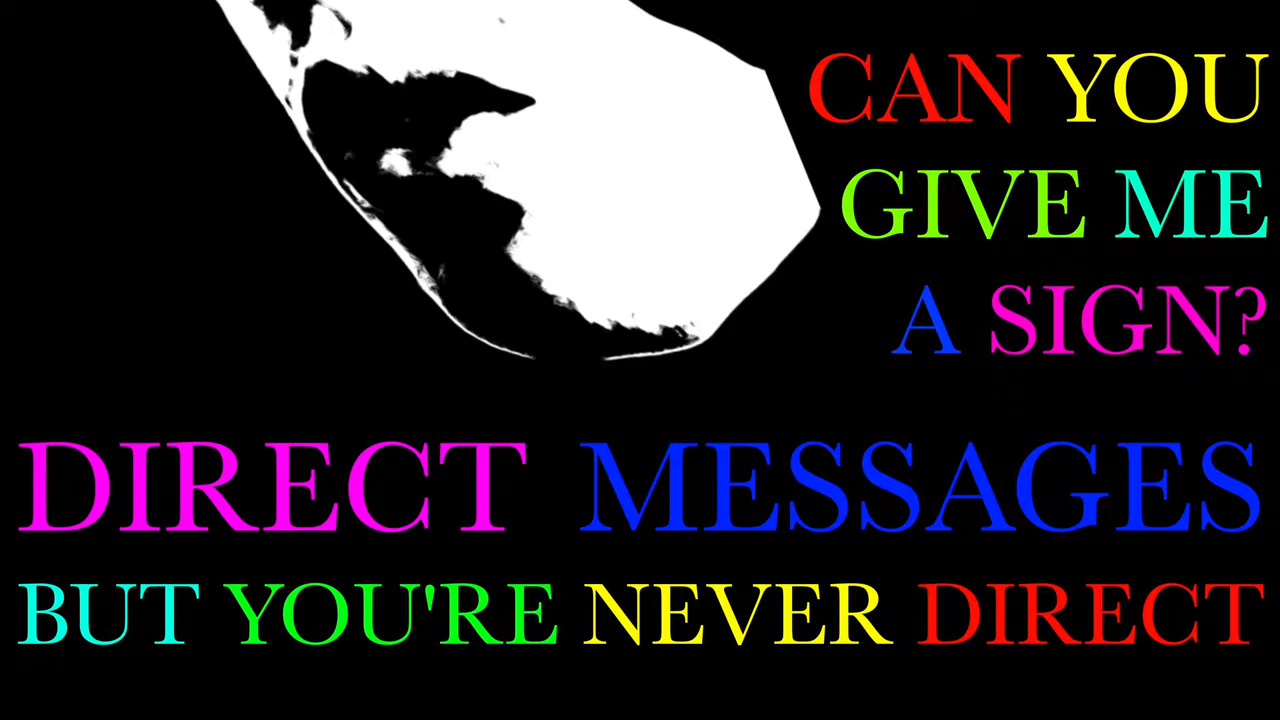 CAN YOU
GIVE ME
A SIGN?
DIRECT MESSAGES
BUT YOU'RE NEVER DIRECT